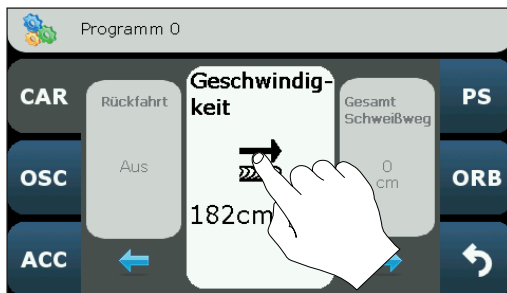 Programm 0
CAR
OSC
ACC
Rückfahrt
Aus
Geschwindig-
keit
182cm
Gesamt
Schweißweg
0
cm
PS
ORB